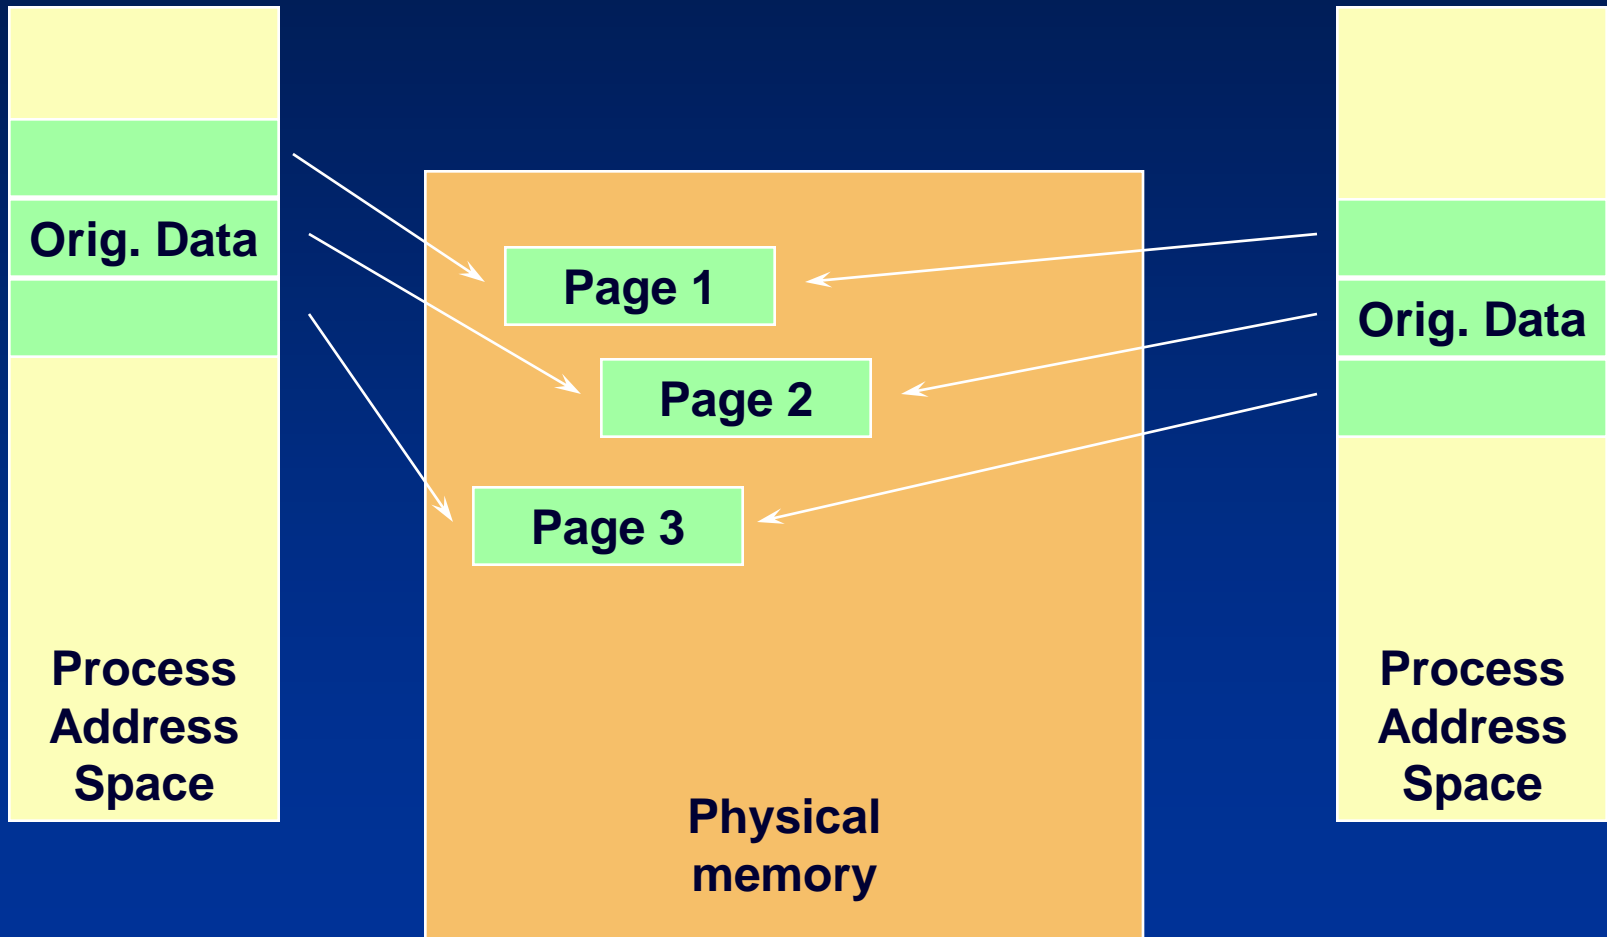 Orig. Data
Process
Address
Space
Page 1
Page 2
Page 3
Physical
memory
Orig. Data
Process
Address
Space